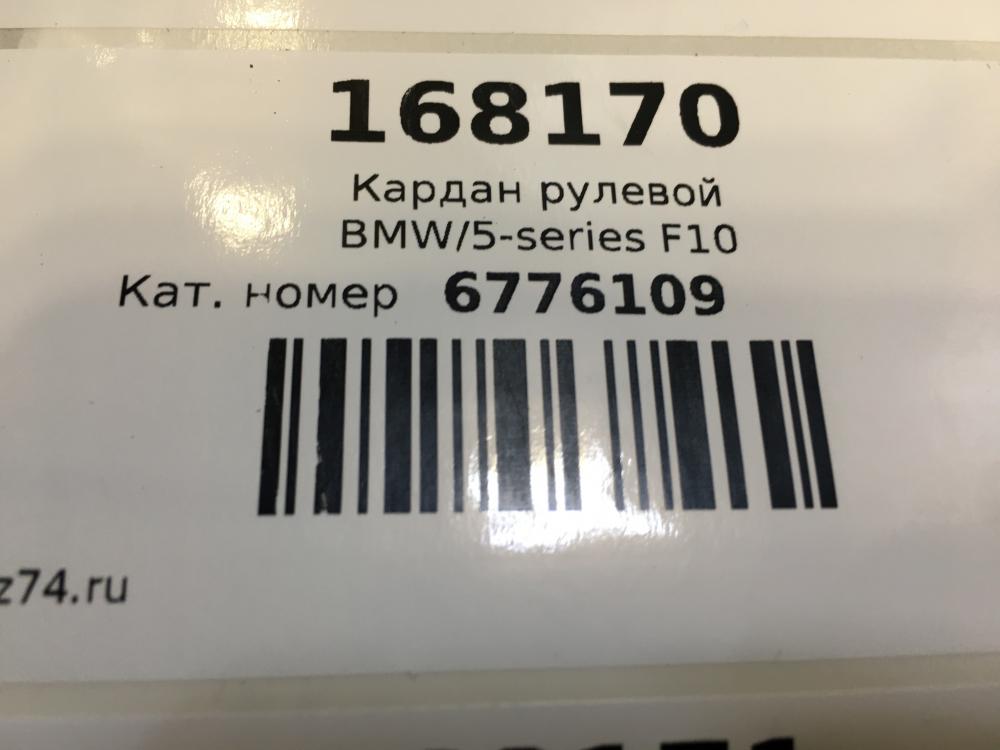 168170
Кардан рулевой
BMW/5-series F10
Кат. номер 6776109
z74.ru